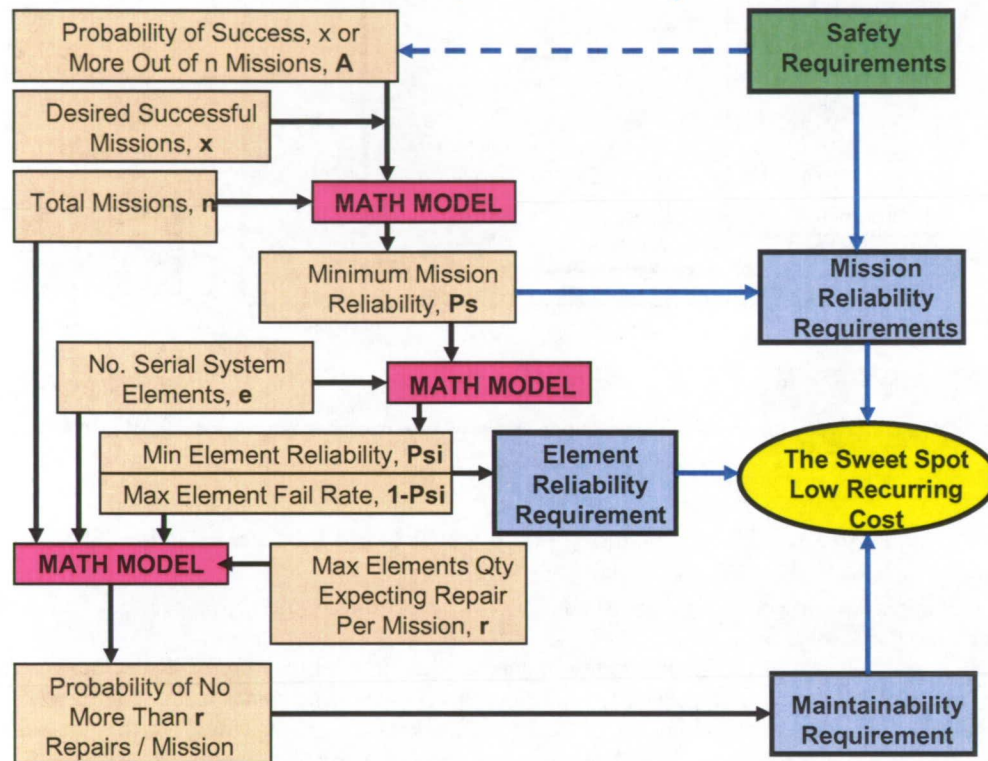 Probability of Success, x or
More Out of n Missions, A
Safety
Requirements
Desired Successful
Missions, x
Total Missions, n
MATH MODEL
Minimum Mission
Reliability, Ps
Mission
Reliability
Requirements
No. Serial System
Elements, e
MATH MODEL
Min Element Reliability, Psi
Max Element Fail Rate, 1-Psi
Element
Reliability
Requirement
The Sweet Spot
Low Recurring
Cost
MATH MODEL
Max Elements Qty
Expecting Repair
Per Mission, r
Probability of No
More Than r
Repairs / Mission
Maintainability
Requirement